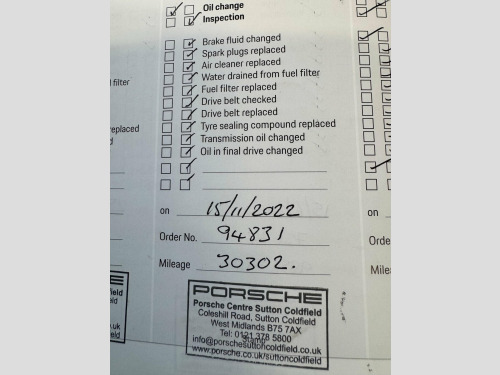 Oil change
Inspection
Brake fluid changed
Spark plugs replaced
Air cleaner replaced
l filter
Water drained from fuel filter
Fuel filter replaced
Drive belt checked
Drive belt replaced
eplaced
Tyre sealing compound replaced
Transmission oil changed
Oil in final drive changed
on 15/11/2022 on
Order No. 94831 Orde
Mileage 30302. Mile
PORSCHE
Porsche Centre Sutton Coldfield
Coleshill Road, Sutton Coldfield
West Midlands B75 7AX
Tel: 0121 378 5800
info@porschesuttoncoldfield.co.uk
www.porsche.co.uk/suttoncoldfield